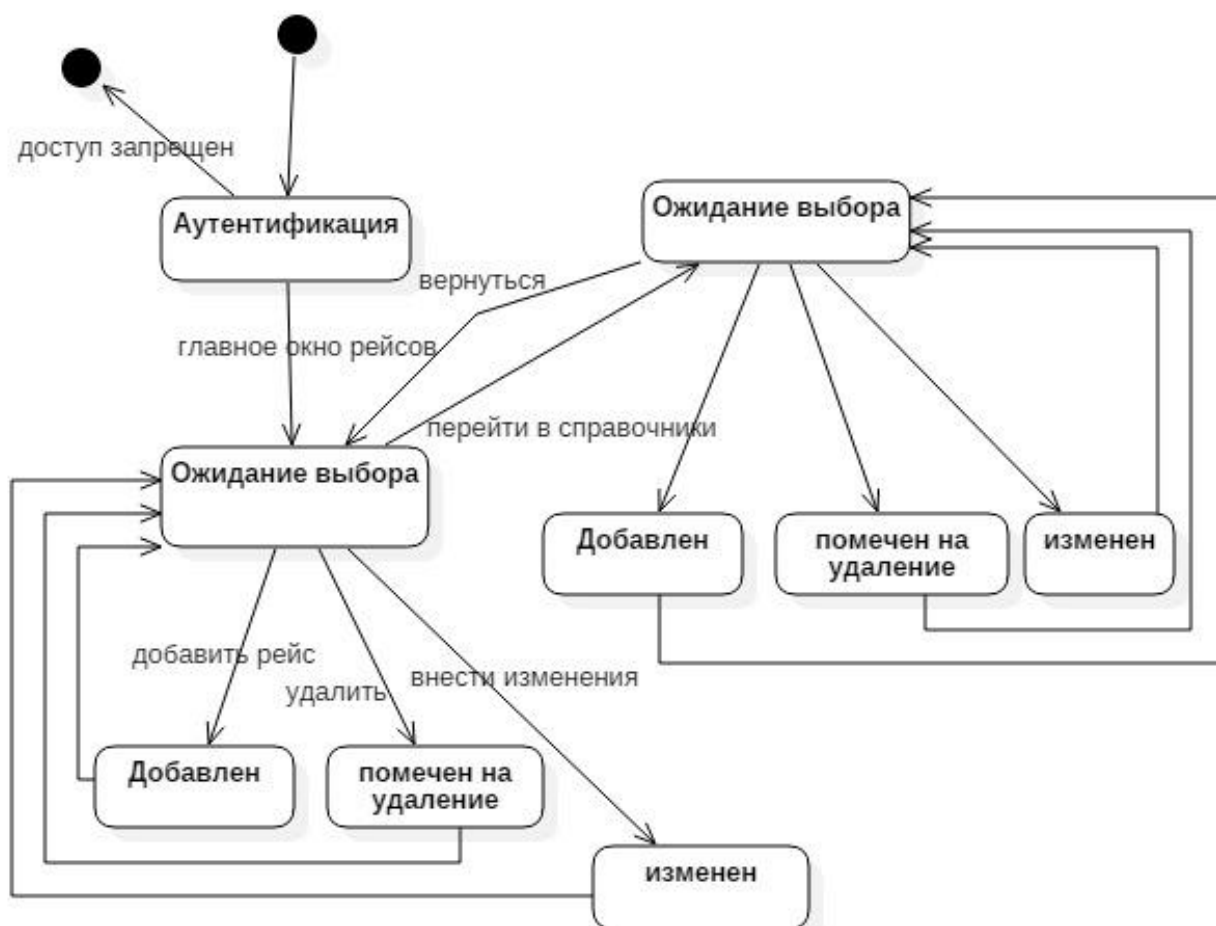 доступ запрещен
Аутентификация
Ожидание выбора
вернуться
главное окно рейсов
перейти в справочники
Ожидание выбора
Добавлен
помечен на
удаление
изменен
добавить рейс
удалить
внести изменения
Добавлен
помечен на
удаление
изменен